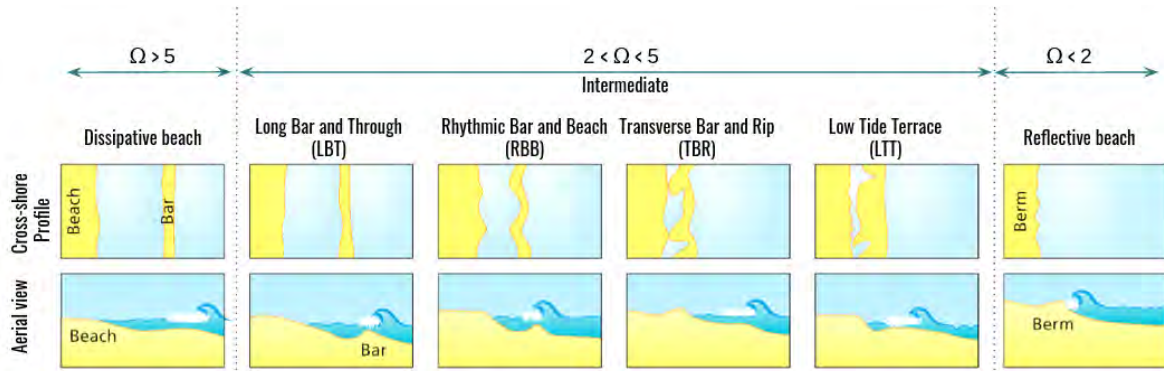 Ω > 5
2 < Ω < 5
Ω < 2
Intermediate
Dissipative beach
Long Bar and Through
(LBT)
Rhythmic Bar and Beach
(RBB)
Transverse Bar and Rip
(TBR)
Low Tide Terrace
(LTT)
Reflective beach
Cross-shore
Profile
Beach
Bar
Berm
Aerial view
Beach
Bar
Berm